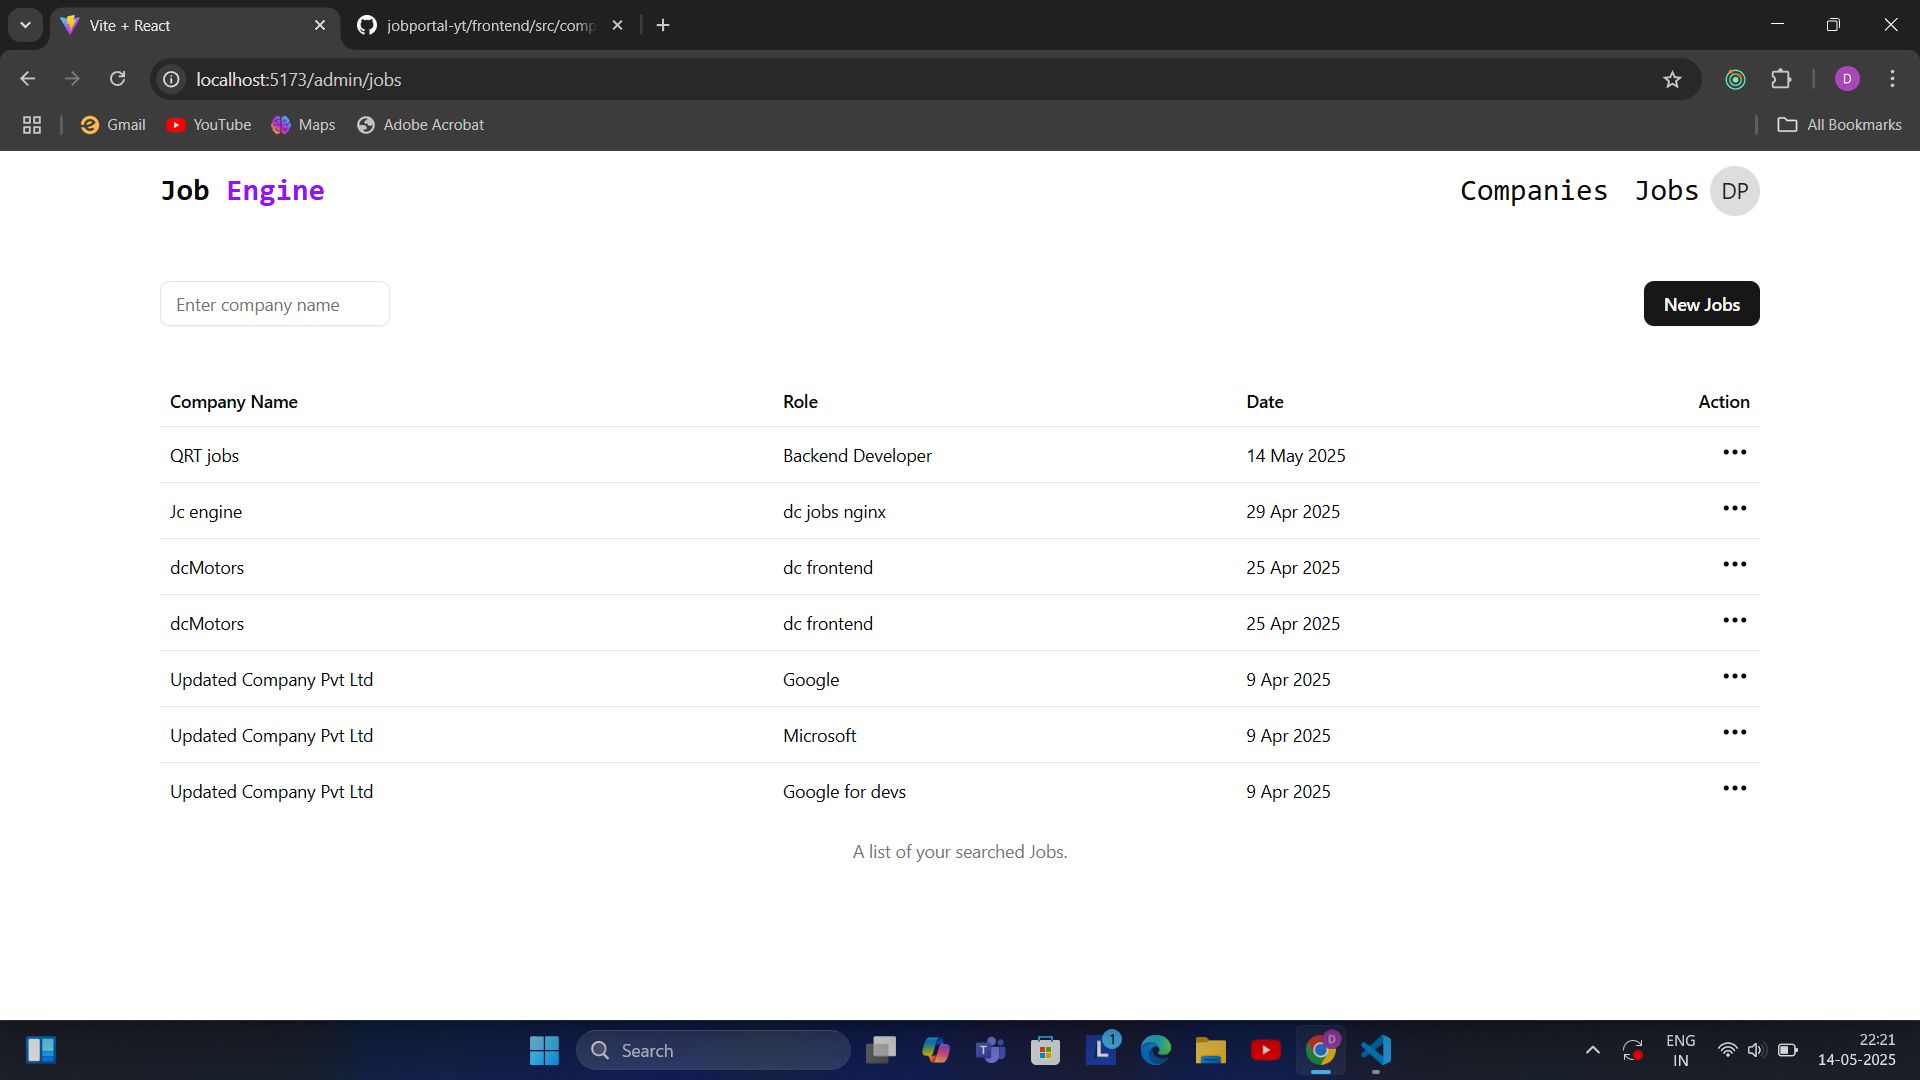 Vite + React
jobportal-yt/frontend/src/comp
localhost:5173/admin/jobs
D
Gmail
YouTube
Maps
Adobe Acrobat
All Bookmarks
Job Engine
Companies
Jobs
DP
Enter company name
New Jobs
Company Name Role Date Action
QRT jobs Backend Developer 14 May 2025
Jc engine dc jobs nginx 29 Apr 2025
dcMotors dc frontend 25 Apr 2025
dcMotors dc frontend 25 Apr 2025
Updated Company Pvt Ltd Google 9 Apr 2025
Updated Company Pvt Ltd Microsoft 9 Apr 2025
Updated Company Pvt Ltd Google for devs 9 Apr 2025
A list of your searched Jobs.
Search
T
L
1
D
ENG
IN
22:21
14-05-2025